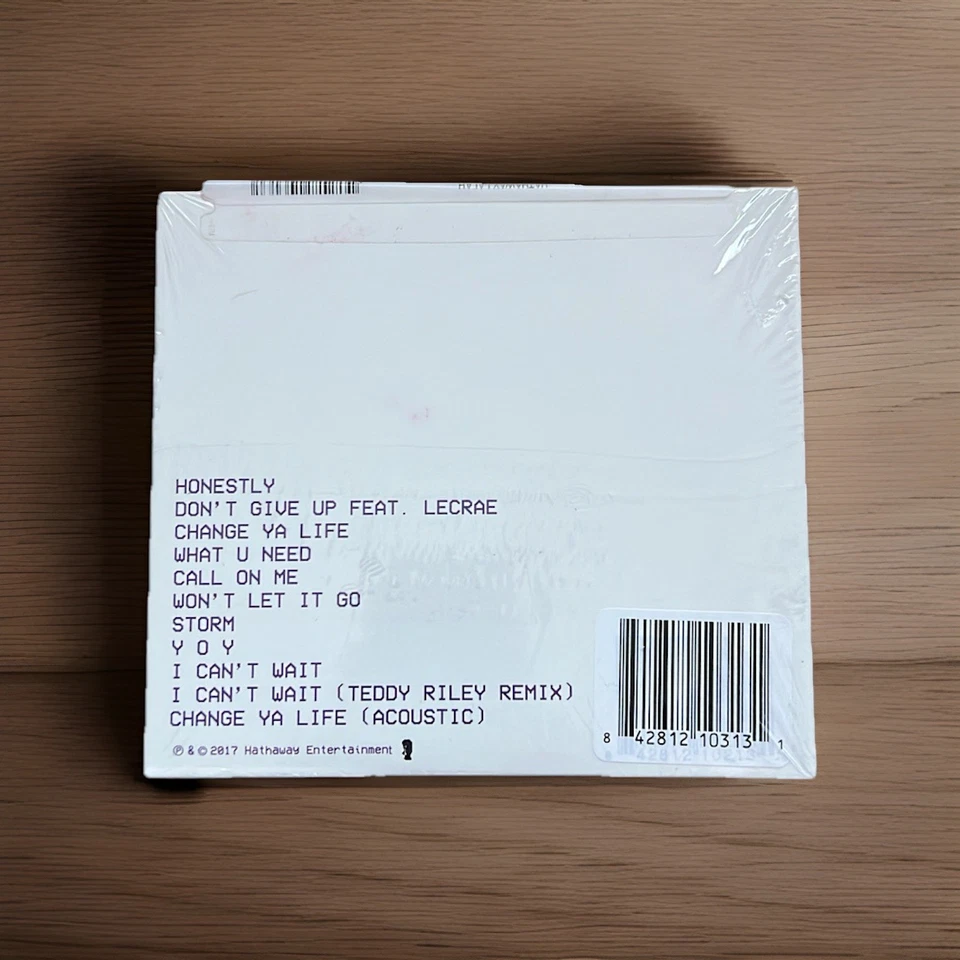 HONESTLY
DON'T GIVE UP FEAT. LECRAE
CHANGE YA LIFE
WHAT U NEED
CALL ON ME
WON'T LET IT GO
STORM
Y O Y
I CAN'T WAIT
I CAN'T WAIT (TEDDY RILEY REMIX)
CHANGE YA LIFE (ACOUSTIC)
℗ & © 2017 Hathaway Entertainment
8 42812 10313 1